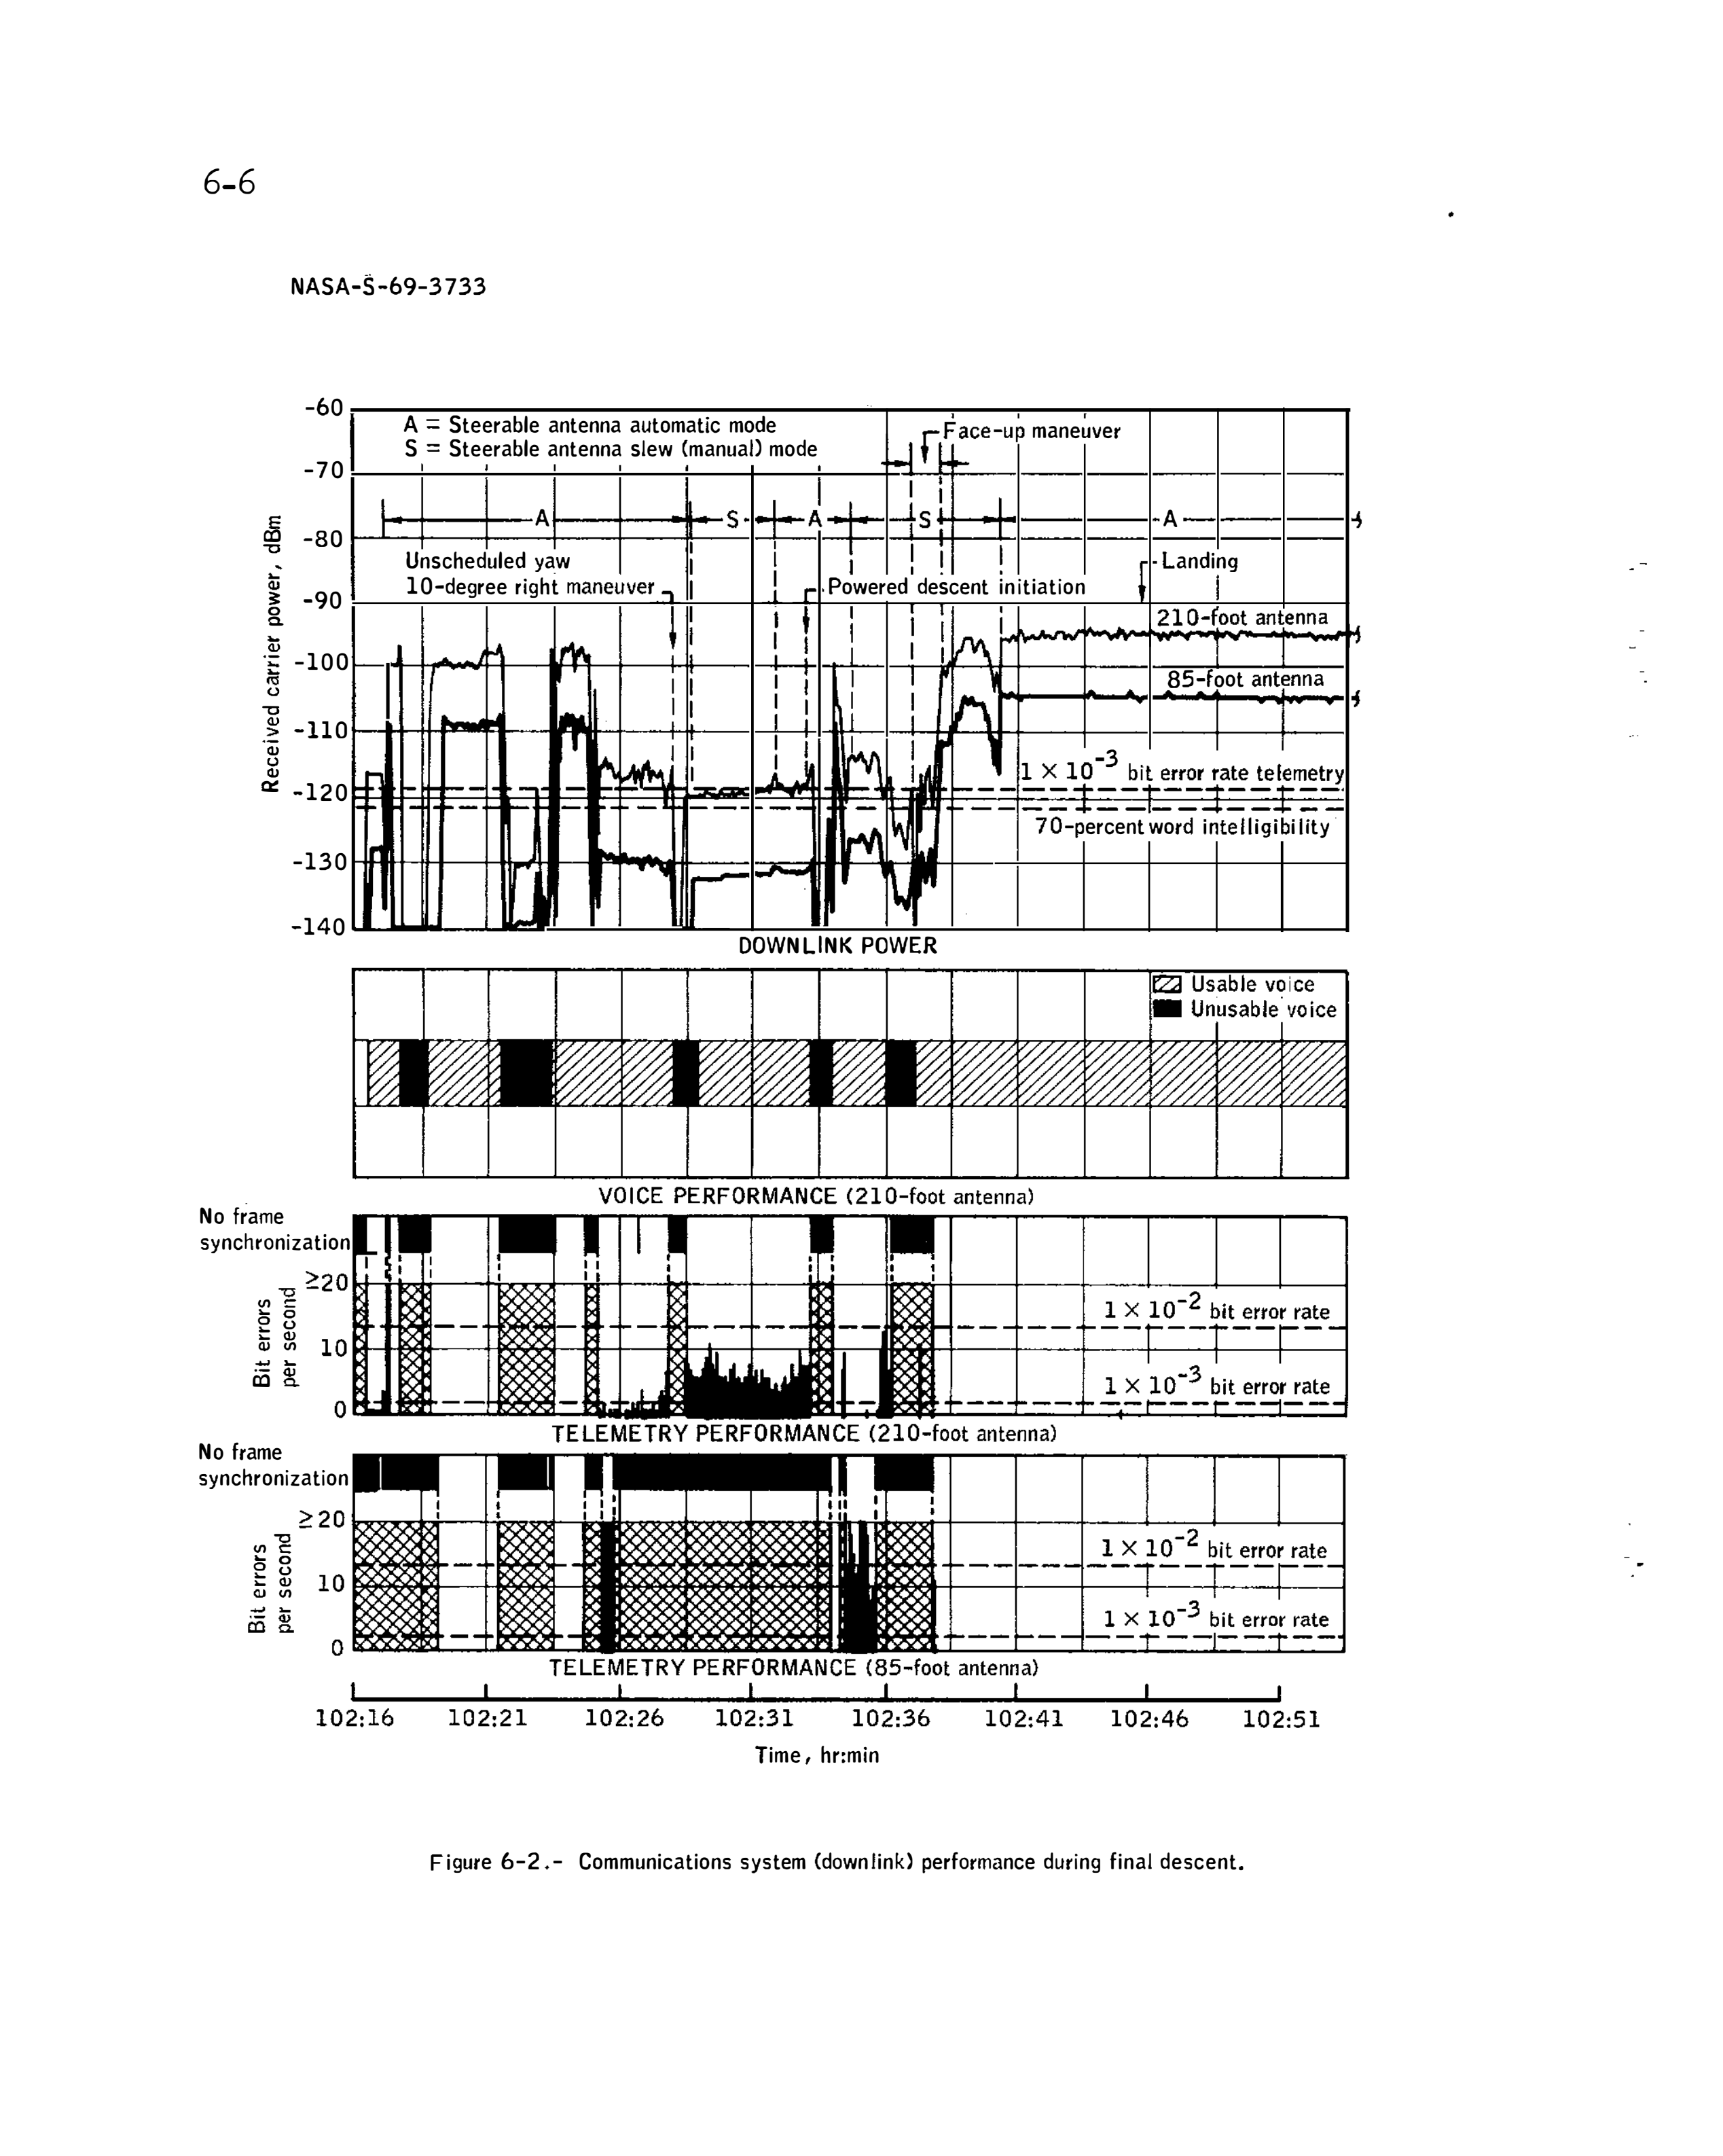 6-6
NASA-S-69-3733
-60
A = Steerable antenna automatic mode
S = Steerable antenna slew (manual) mode
Face-up maneuver
-70
A
S
A
S
A
-80
Unscheduled yaw
10-degree right maneuver
Powered descent initiation
Landing
-90
210-foot antenna
-100
85-foot antenna
-110
1 × 10⁻³ bit error rate telemetry
-120
70-percent word intelligibility
-130
-140
Received carrier power, dBm
DOWNLINK POWER
Usable voice
Unusable voice
VOICE PERFORMANCE (210-foot antenna)
No frame
synchronization
≥20
10
0
Bit errors
per second
1 × 10⁻² bit error rate
1 × 10⁻³ bit error rate
TELEMETRY PERFORMANCE (210-foot antenna)
No frame
synchronization
≥20
10
0
Bit errors
per second
1 × 10⁻² bit error rate
1 × 10⁻³ bit error rate
TELEMETRY PERFORMANCE (85-foot antenna)
102:16 102:21 102:26 102:31 102:36 102:41 102:46 102:51
Time, hr:min
Figure 6-2.- Communications system (downlink) performance during final descent.